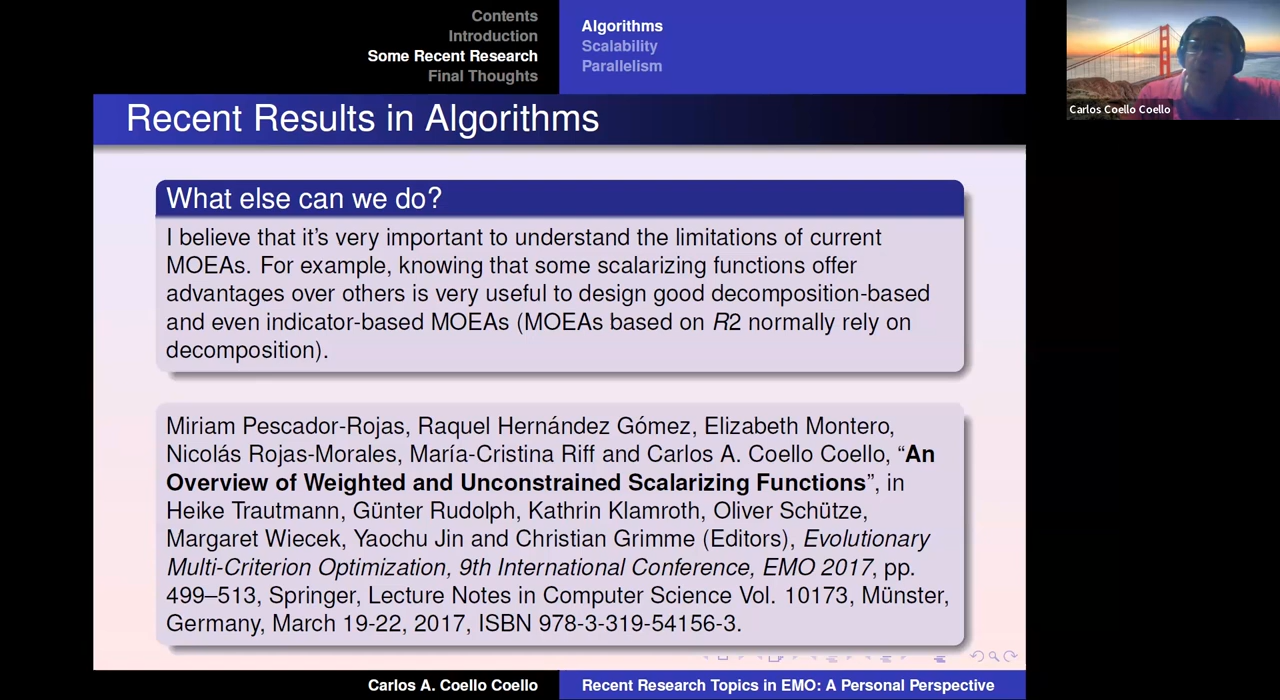 Contents
Introduction
Some Recent Research
Final Thoughts
Algorithms
Scalability
Parallelism
Carlos Coello Coello
Recent Results in Algorithms
What else can we do?
I believe that it's very important to understand the limitations of current
MOEAs. For example, knowing that some scalarizing functions offer
advantages over others is very useful to design good decomposition-based
and even indicator-based MOEAs (MOEAs based on R2 normally rely on
decomposition).
Miriam Pescador-Rojas, Raquel Hernández Gómez, Elizabeth Montero,
Nicolás Rojas-Morales, María-Cristina Riff and Carlos A. Coello Coello, “An
Overview of Weighted and Unconstrained Scalarizing Functions”, in
Heike Trautmann, Günter Rudolph, Kathrin Klamroth, Oliver Schütze,
Margaret Wiecek, Yaochu Jin and Christian Grimme (Editors), Evolutionary
Multi-Criterion Optimization, 9th International Conference, EMO 2017, pp.
499–513, Springer, Lecture Notes in Computer Science Vol. 10173, Münster,
Germany, March 19-22, 2017, ISBN 978-3-319-54156-3.
Carlos A. Coello Coello
Recent Research Topics in EMO: A Personal Perspective